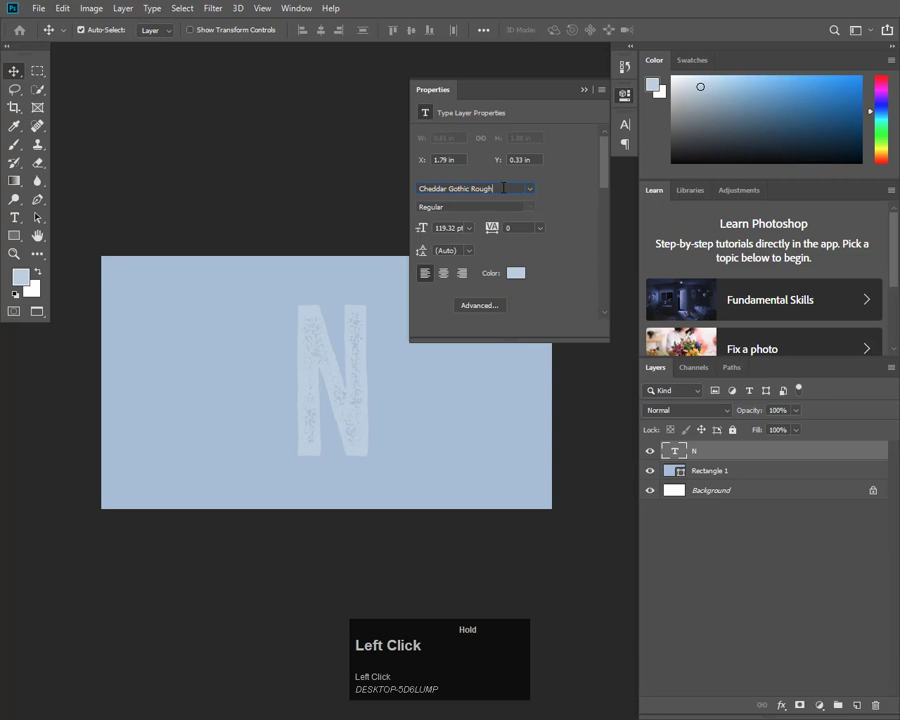 Ps File Edit Image Layer Type Select Filter 3D View Window Help
Auto-Select: Layer Show Transform Controls 3D Mode:
Properties
T Type Layer Properties
W: H:
X: 1.79 in Y: 0.33 in
Cheddar Gothic Rough
Regular
119.32 pt VA 0
(Auto)
Color:
Advanced...
N
Color Swatches
Learn Libraries Adjustments
Learn Photoshop
Step-by-step tutorials directly in the app. Pick a
topic below to begin.
Fundamental Skills
Fix a photo
Layers Channels Paths
Kind
Normal Opacity: 100%
Lock: Fill: 100%
T N
Rectangle 1
Background
Hold
Left Click
Left Click
DESKTOP-5D6LUMP